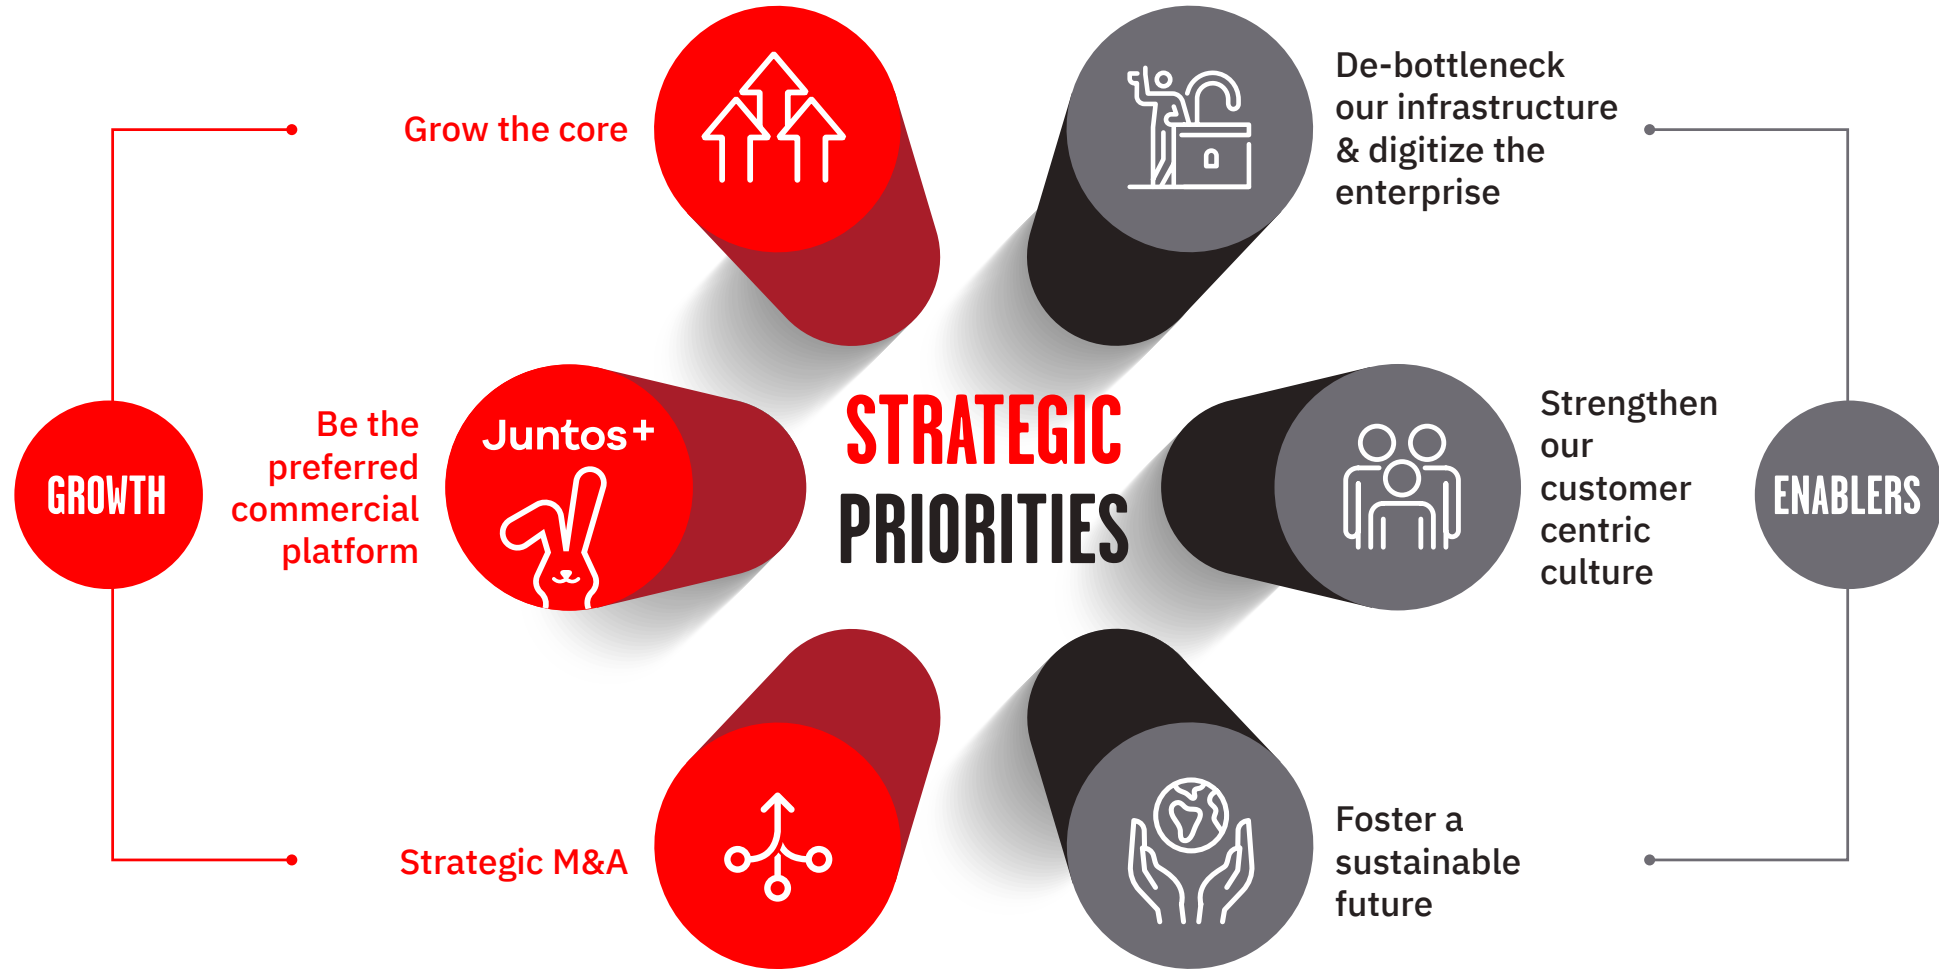 Grow the core
De-bottleneck
our infrastructure
& digitize the
enterprise
GROWTH
Be the
preferred
commercial
platform
Juntos+
STRATEGIC
PRIORITIES
Strengthen
our
customer
centric
culture
ENABLERS
Strategic M&A
Foster a
sustainable
future